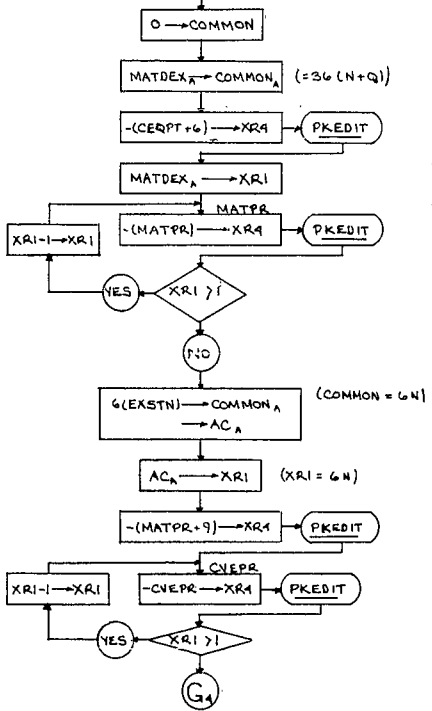 0 → COMMON
MATDEX_A → COMMON_A (=36(N+Q))
-(CEQPT+6) → XR4 PKEDIT
MATDEX_A → XR1
MATPR
-(MATPR) → XR4 PKEDIT
XR1-1 → XR1
YES XR1 > 1
NO
6(EXSTN) → COMMON_A (COMMON = 6N)
→ AC_A
AC_A → XR1 (XR1 = 6N)
-(MATPR+9) → XR4 PKEDIT
CVEPR
XR1-1 → XR1 -CVEPR → XR4 PKEDIT
YES XR1 > 1
G4